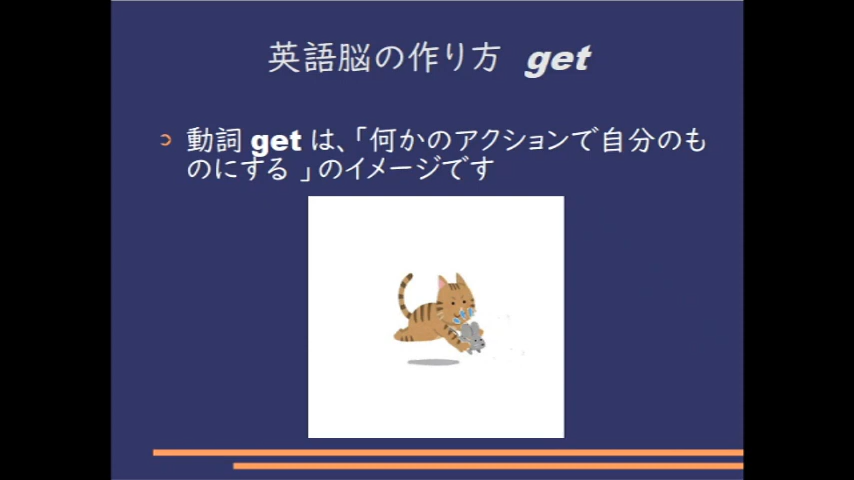 英語脳の作り方 get
動詞 get は、「何かのアクションで自分のも
のにする 」のイメージです